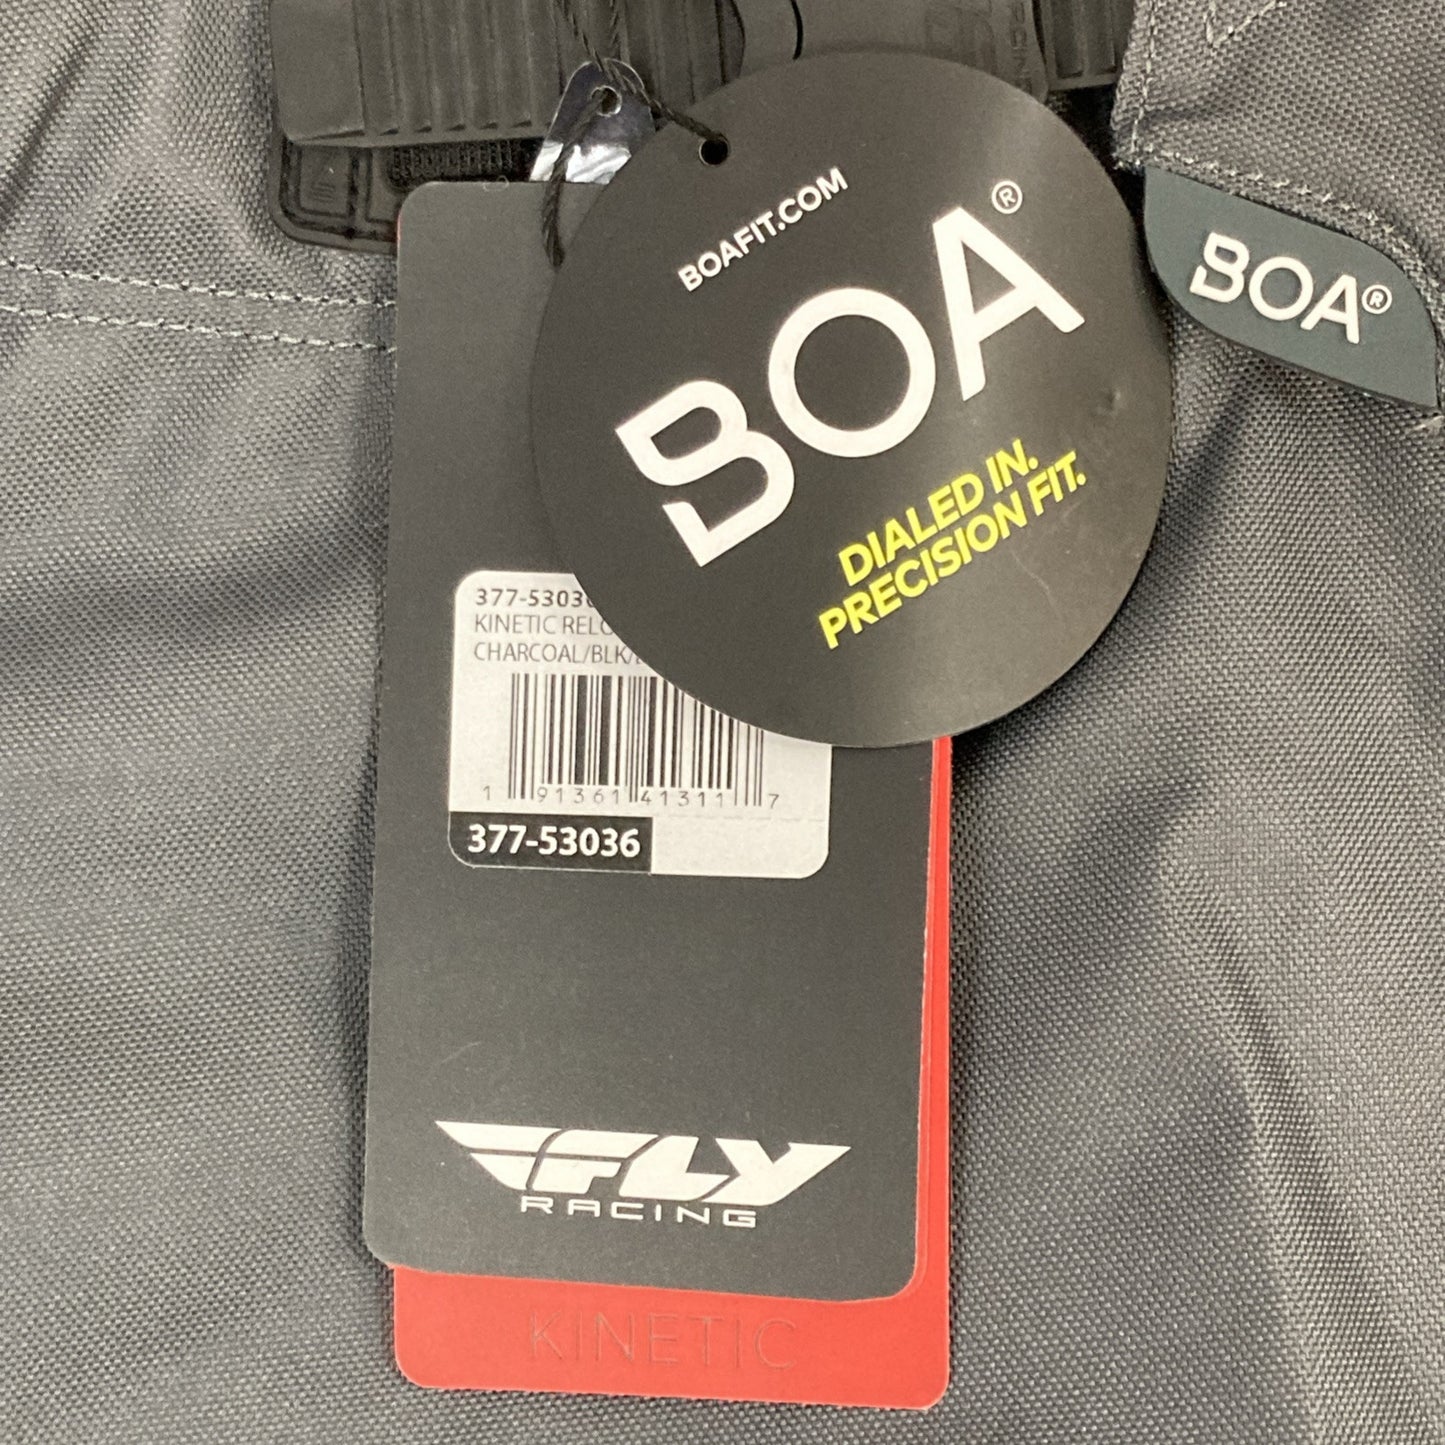 BOAFIT.COM
BOA®
DIALED IN.
PRECISION FIT.
BOA®
377-5303
KINETIC
CHARCOAL/BLK/
1 91361 41311 7
377-53036
FLY
RACING
KINETIC